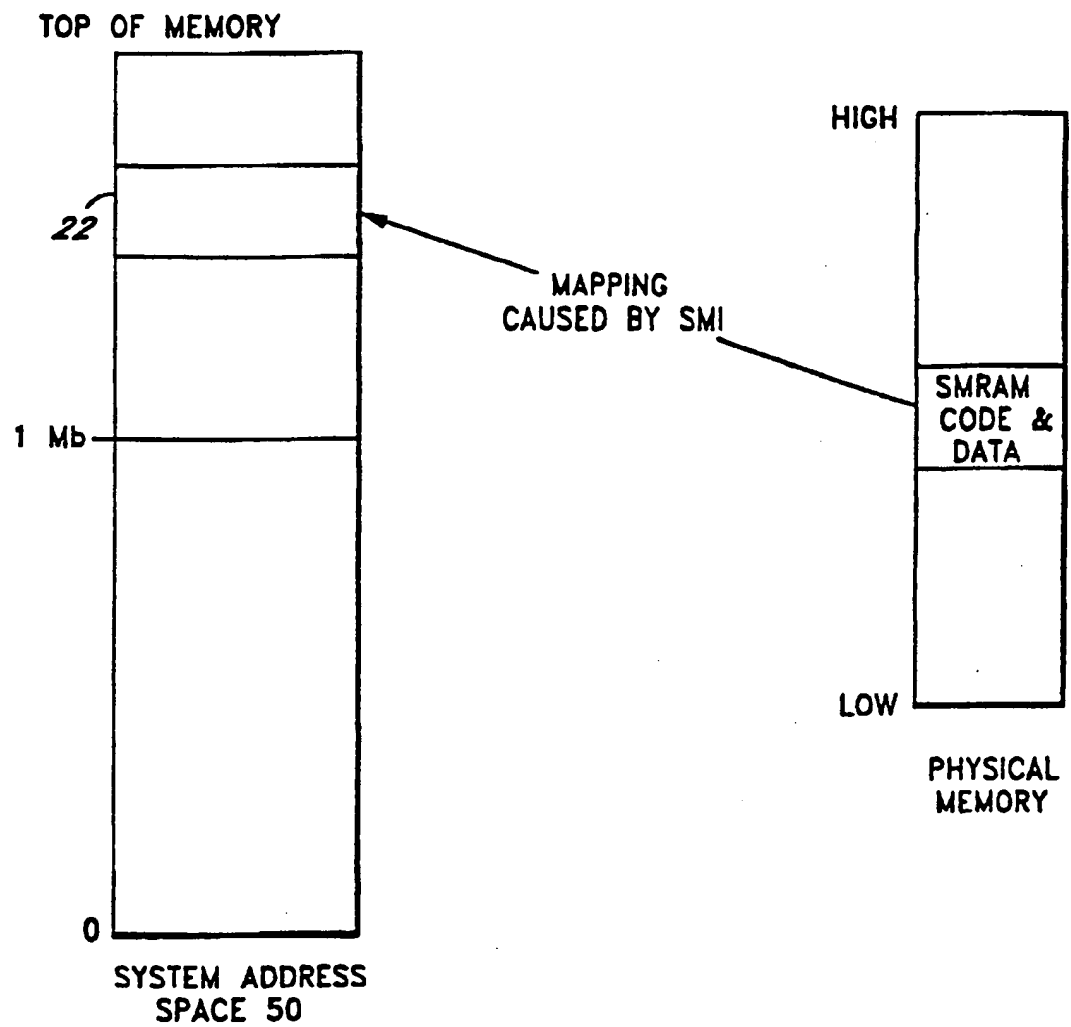 TOP OF MEMORY
HIGH
22
MAPPING
CAUSED BY SMI
SMRAM
CODE &
DATA
1 Mb
LOW
PHYSICAL
MEMORY
0
SYSTEM ADDRESS
SPACE 50